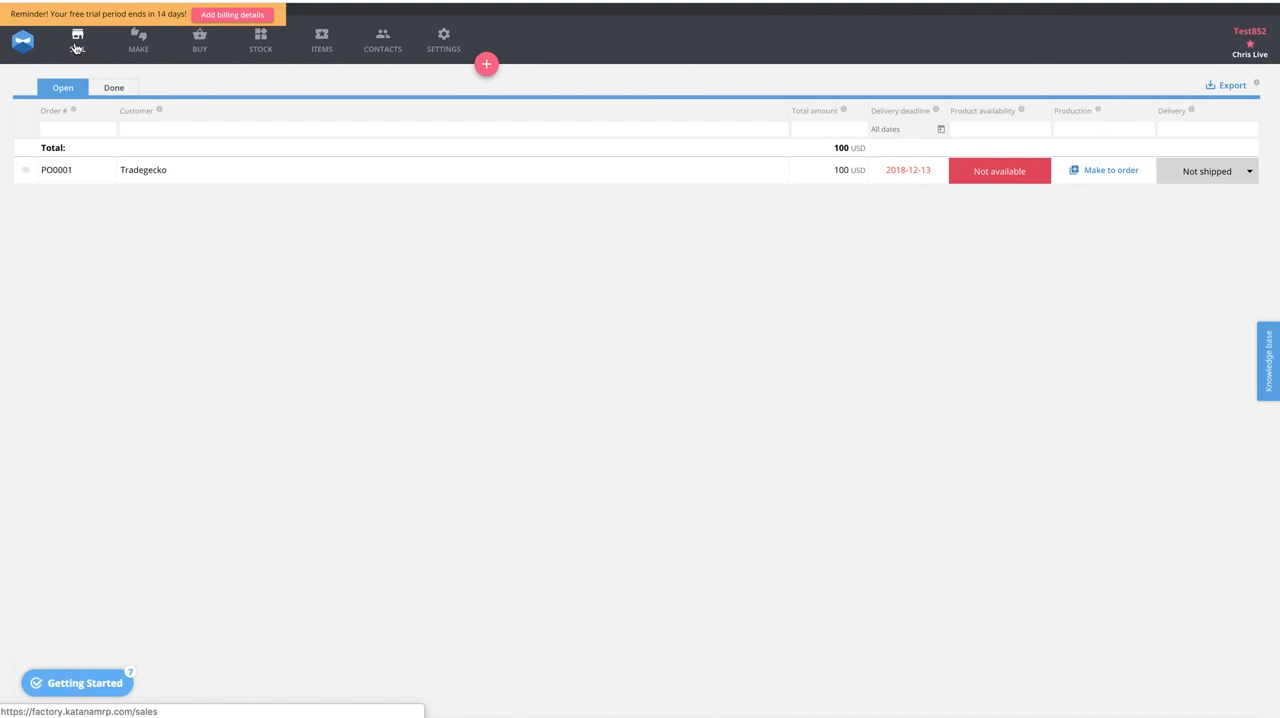 Reminder! Your free trial period ends in 14 days! Add billing details
MAKE BUY STOCK ITEMS CONTACTS SETTINGS
Test852
Chris Live
+
Open Done
Export
Order # Customer Total amount Delivery deadline Product availability Production Delivery
All dates
Total: 100 USD
PO0001 Tradegecko 100 USD 2018-12-13 Not available Make to order Not shipped
Knowledge base
7
Getting Started
https://factory.katanamrp.com/sales